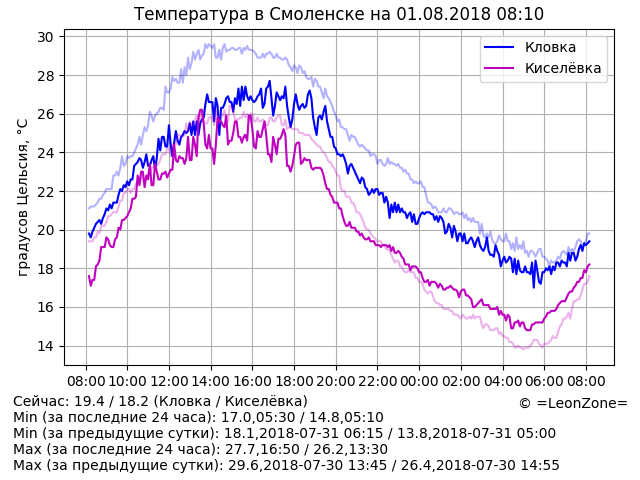 Температура в Смоленске на 01.08.2018 08:10
градусов Цельсия, °C
30
28
26
24
22
20
18
16
14
Кловка
Киселёвка
08:00 10:00 12:00 14:00 16:00 18:00 20:00 22:00 00:00 02:00 04:00 06:00 08:00
Сейчас: 19.4 / 18.2 (Кловка / Киселёвка)
© =LeonZone=
Min (за последние 24 часа): 17.0,05:30 / 14.8,05:10
Min (за предыдущие сутки): 18.1,2018-07-31 06:15 / 13.8,2018-07-31 05:00
Max (за последние 24 часа): 27.7,16:50 / 26.2,13:30
Max (за предыдущие сутки): 29.6,2018-07-30 13:45 / 26.4,2018-07-30 14:55